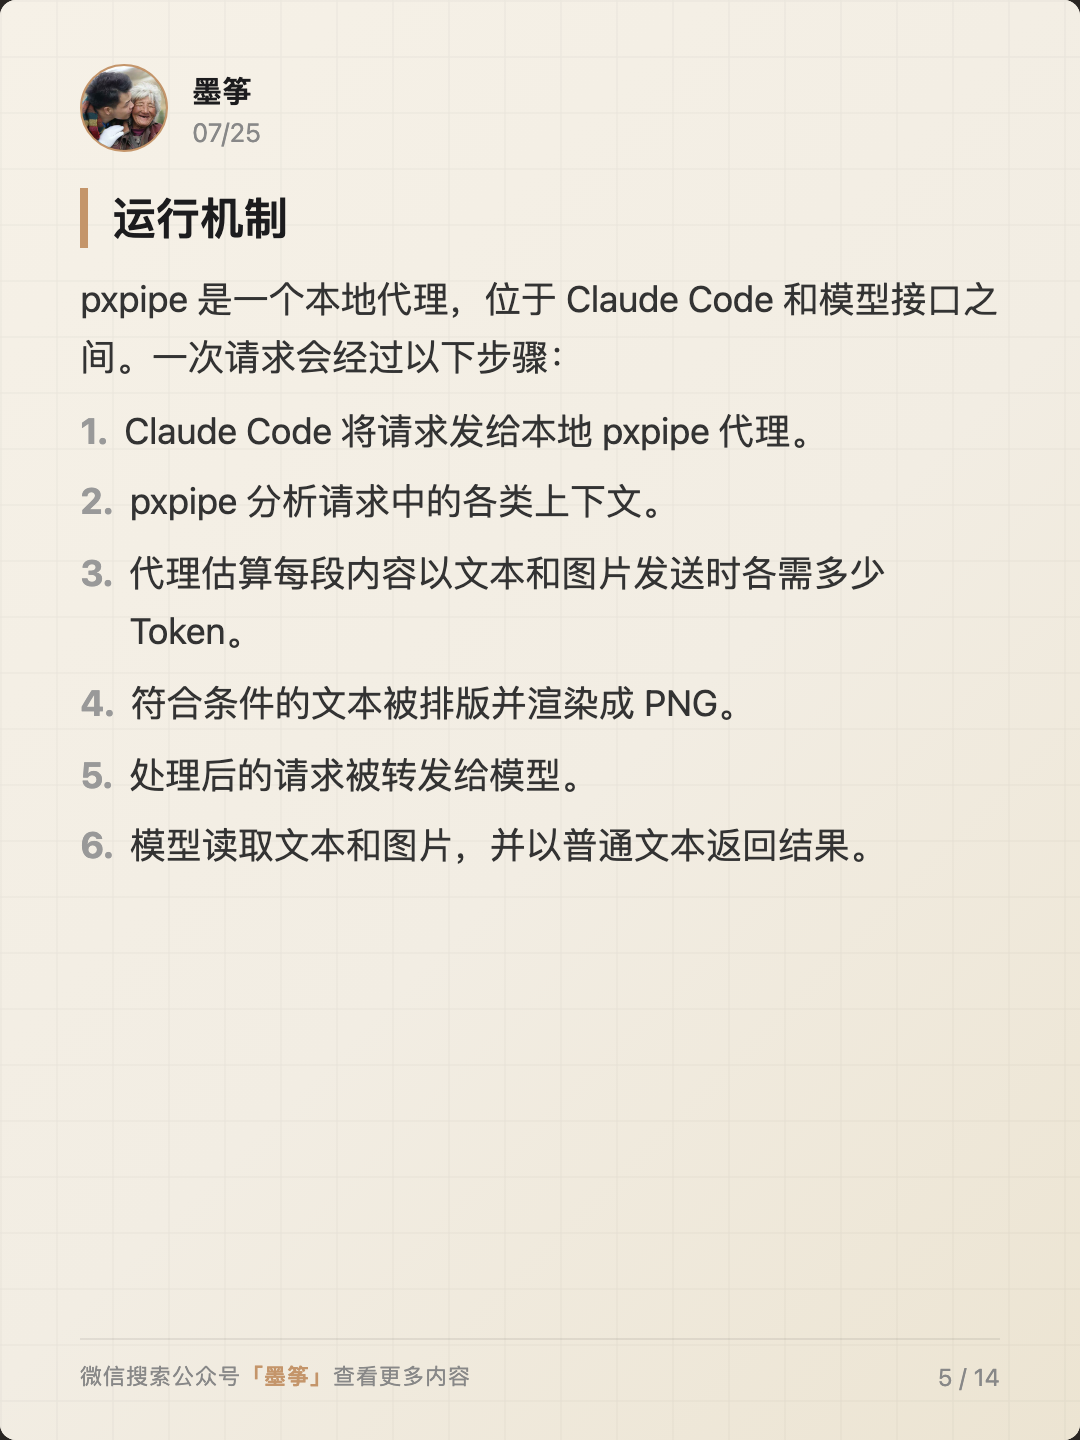 墨筝
07/25
运行机制
pxpipe 是一个本地代理，位于 Claude Code 和模型接口之
间。一次请求会经过以下步骤：
1. Claude Code 将请求发给本地 pxpipe 代理。
2. pxpipe 分析请求中的各类上下文。
3. 代理估算每段内容以文本和图片发送时各需多少
Token。
4. 符合条件的文本被排版并渲染成 PNG。
5. 处理后的请求被转发给模型。
6. 模型读取文本和图片，并以普通文本返回结果。
微信搜索公众号「墨筝」查看更多内容
5 / 14